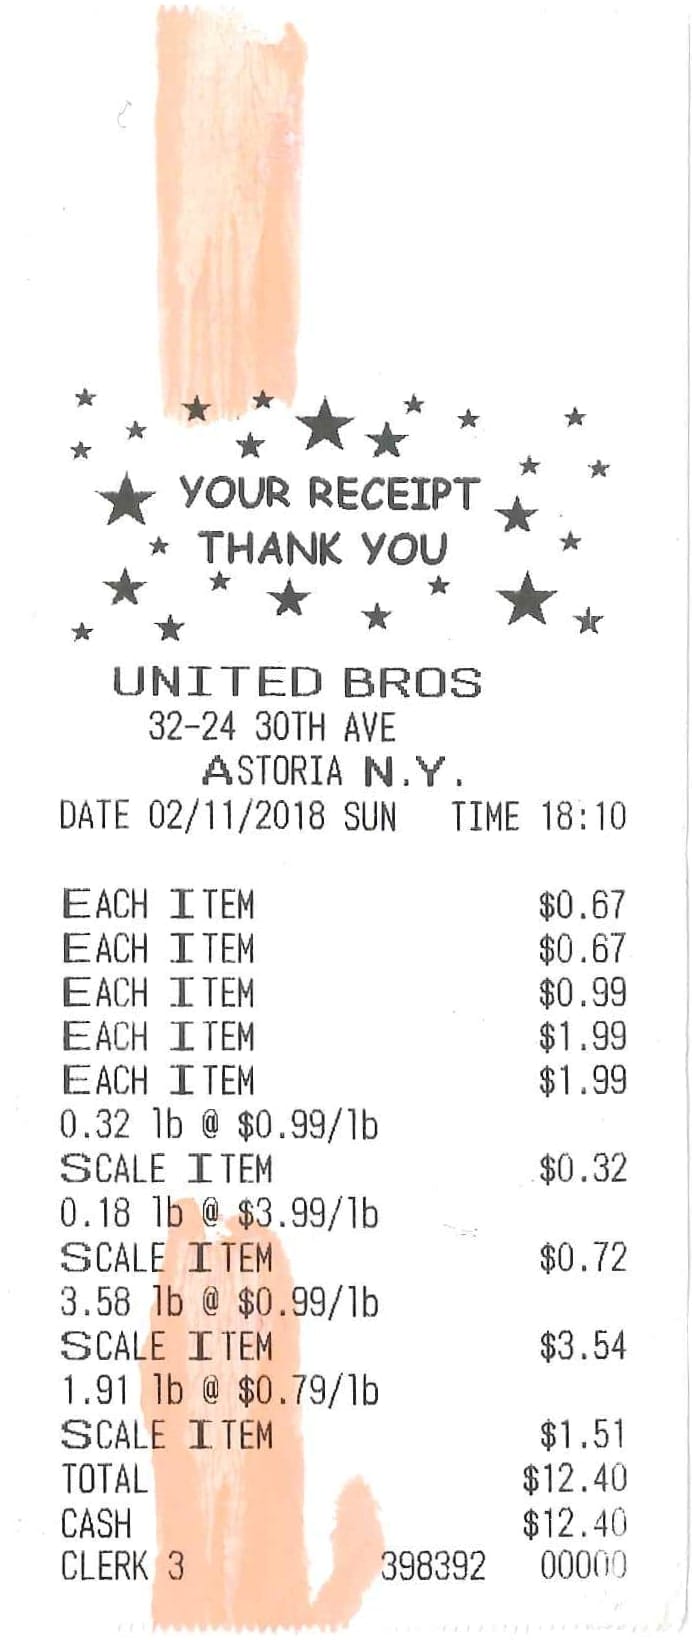 YOUR RECEIPT
THANK YOU
UNITED BROS
32-24 30TH AVE
ASTORIA N.Y.
DATE 02/11/2018 SUN TIME 18:10
EACH ITEM $0.67
EACH ITEM $0.67
EACH ITEM $0.99
EACH ITEM $1.99
EACH ITEM $1.99
0.32 lb @ $0.99/lb
SCALE ITEM $0.32
0.18 lb @ $3.99/lb
SCALE ITEM $0.72
3.58 lb @ $0.99/lb
SCALE ITEM $3.54
1.91 lb @ $0.79/lb
SCALE ITEM $1.51
TOTAL $12.40
CASH $12.40
CLERK 3 398392 00000